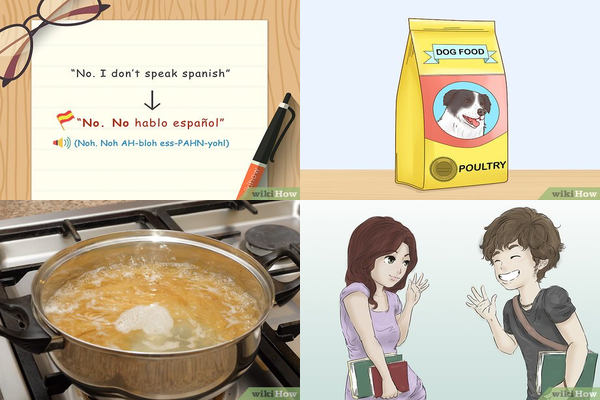 "No. I don't speak spanish"
"No. No hablo español"
(Noh. Noh AH-bloh ess-PAHN-yohl)
wikiHow
DOG FOOD
POULTRY
wikiHow
wikiHow
wikiHow